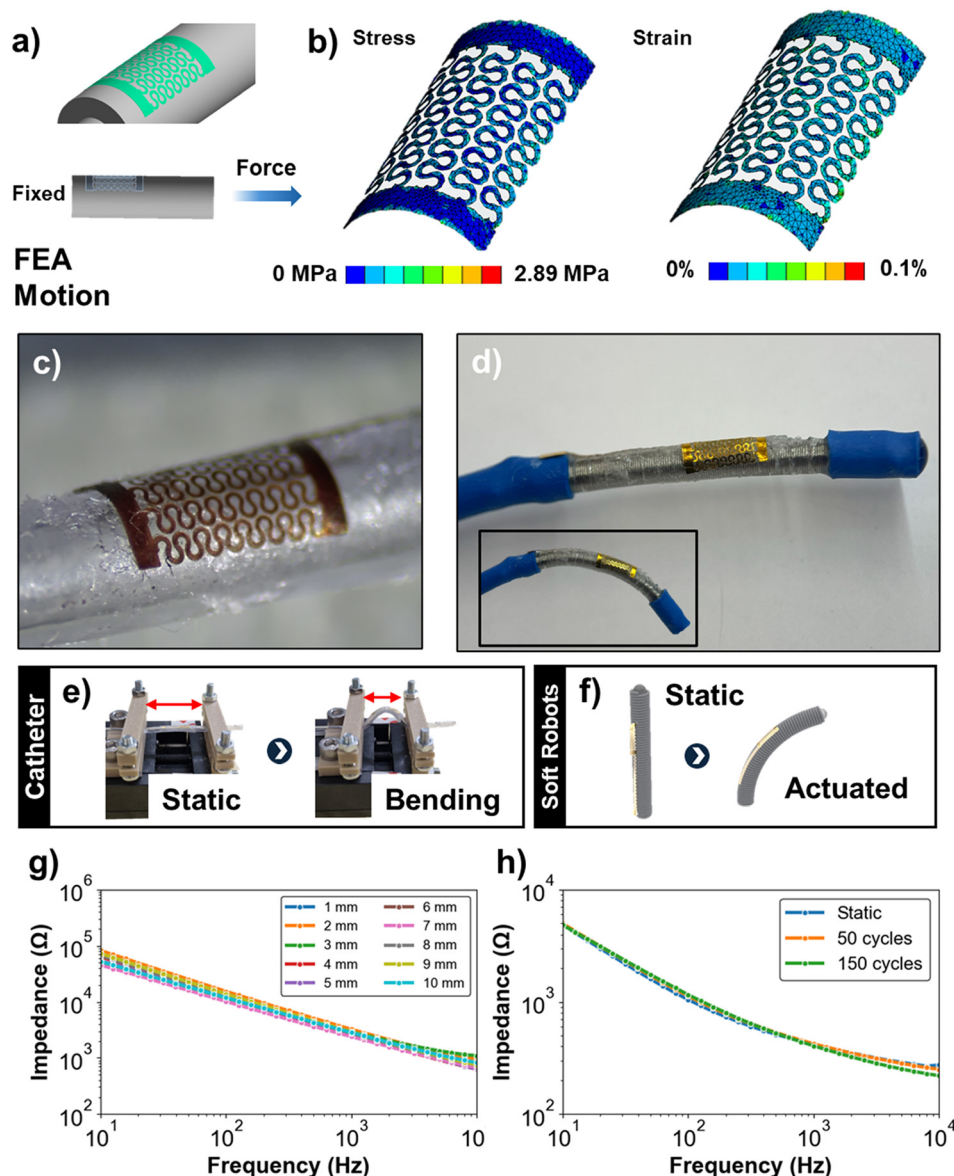 a)
Fixed
Force
FEA
Motion
b)
Stress
Strain
0 MPa
2.89 MPa
0%
0.1%
c)
d)
Catheter
e)
Static
Bending
Soft Robots
f)
Static
Actuated
g)
Impedance (Ω)
10^6
10^5
10^4
10^3
10^2
1 mm
2 mm
3 mm
4 mm
5 mm
6 mm
7 mm
8 mm
9 mm
10 mm
10^1 10^2 10^3 10^4
Frequency (Hz)
h)
Impedance (Ω)
10^4
10^3
10^2
Static
50 cycles
150 cycles
10^1 10^2 10^3 10^4
Frequency (Hz)